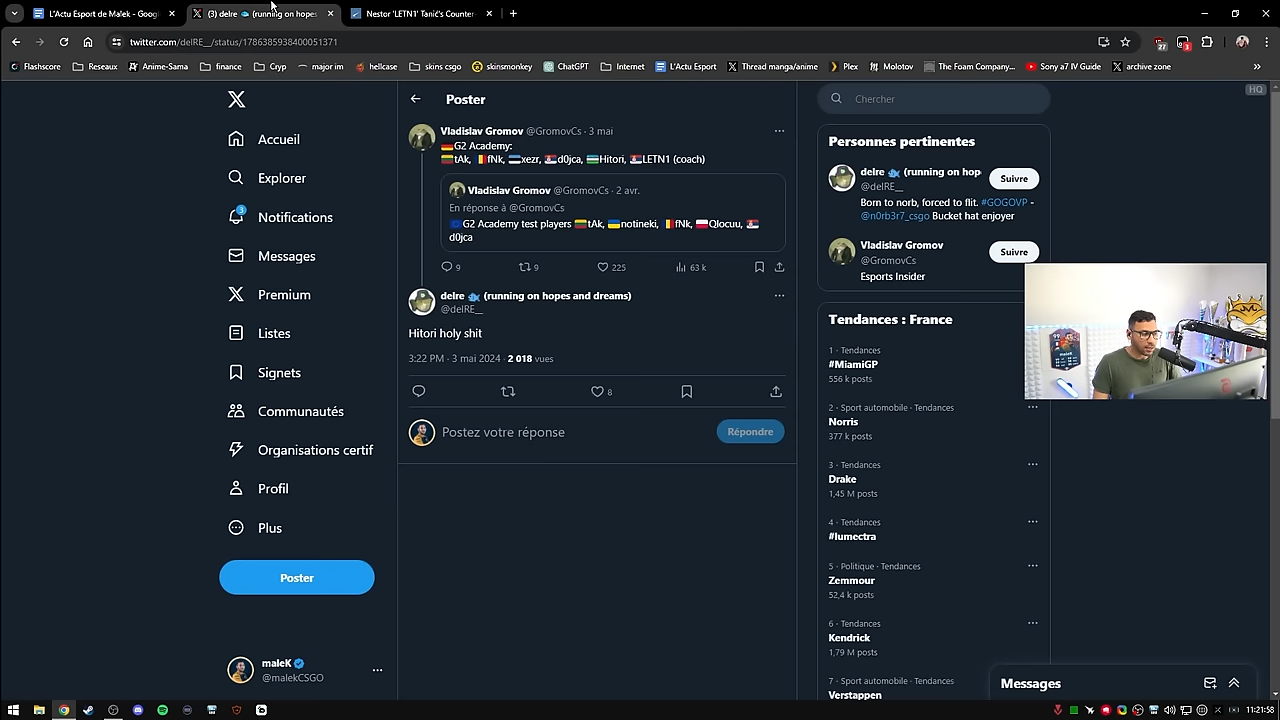 L'Actu Esport de Malek - Googl
(3) delre 🐟 (running on hopes
Nestor 'LETN1' Tanić's Counter
twitter.com/delRE__/status/1786385938400051371
Flashscore
Reseaux
Anime-Sama
finance
Cryp
major im
hellcase
skins csgo
skinsmonkey
ChatGPT
Internet
L'Actu Esport
Thread manga/anime
Plex
Molotov
The Foam Company...
Sony a7 IV Guide
archive zone
Accueil
Explorer
3
Notifications
Messages
Premium
Listes
Signets
Communautés
Organisations certif
Profil
Plus
Poster
maleK
@malekCSGO
Poster
Vladislav Gromov @GromovCs · 3 mai
🇩🇪G2 Academy:
🇱🇹tAk, 🇷🇴fNk, 🇪🇪xezr, 🇷🇸d0jca, 🇺🇿Hitori, 🇷🇸LETN1 (coach)
Vladislav Gromov @GromovCs · 2 avr.
En réponse à @GromovCs
🇪🇺G2 Academy test players 🇱🇹tAk, 🇺🇦notineki, 🇷🇴fNk, 🇵🇱Qlocuu, 🇷🇸
d0jca
9
9
225
63 k
delre 🐟 (running on hopes and dreams)
@delRE__
Hitori holy shit
3:22 PM · 3 mai 2024 · 2 018 vues
8
Postez votre réponse
Répondre
HQ
Chercher
Personnes pertinentes
delre 🐟 (running on hop
@delRE__
Suivre
Born to norb, forced to flit. #GOGOVP -
@n0rb3r7_csgo Bucket hat enjoyer
Vladislav Gromov
@GromovCs
Suivre
Esports Insider
Tendances : France
1 · Tendances
#MiamiGP
556 k posts
2 · Sport automobile · Tendances
Norris
377 k posts
3 · Tendances
Drake
1,45 M posts
4 · Tendances
#lumectra
5 · Politique · Tendances
Zemmour
52,4 k posts
6 · Tendances
Kendrick
1,79 M posts
7 · Sport automobile · Tendances
Verstappen
Messages
11:21:58